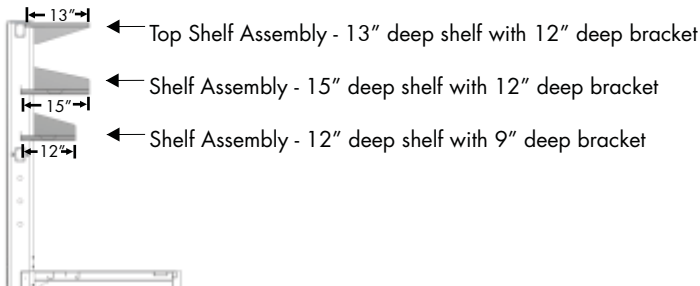 13”
Top Shelf Assembly - 13” deep shelf with 12” deep bracket
Shelf Assembly - 15” deep shelf with 12” deep bracket
15”
Shelf Assembly - 12” deep shelf with 9” deep bracket
12”